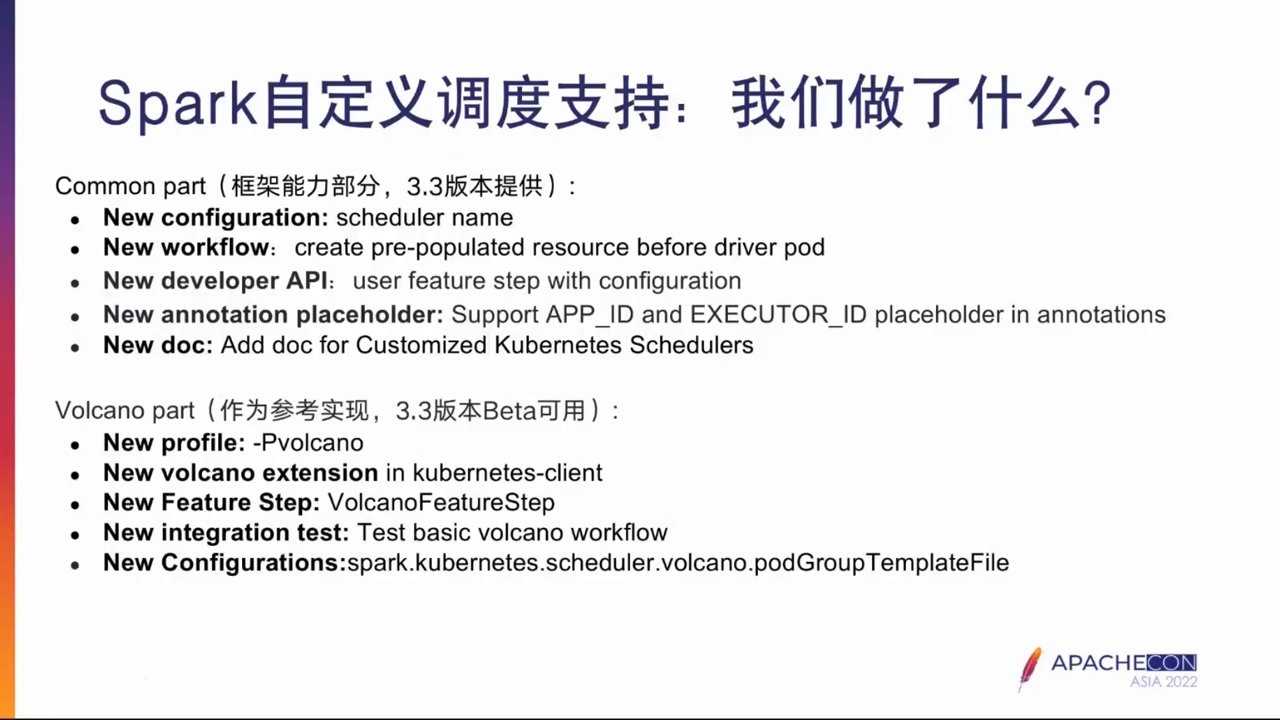 Spark自定义调度支持：我们做了什么?
Common part（框架能力部分，3.3版本提供）:
• New configuration: scheduler name
• New workflow： create pre-populated resource before driver pod
• New developer API： user feature step with configuration
• New annotation placeholder: Support APP_ID and EXECUTOR_ID placeholder in annotations
• New doc: Add doc for Customized Kubernetes Schedulers
Volcano part（作为参考实现，3.3版本Beta可用）:
• New profile: -Pvolcano
• New volcano extension in kubernetes-client
• New Feature Step: VolcanoFeatureStep
• New integration test: Test basic volcano workflow
• New Configurations:spark.kubernetes.scheduler.volcano.podGroupTemplateFile
APACHECON
ASIA 2022